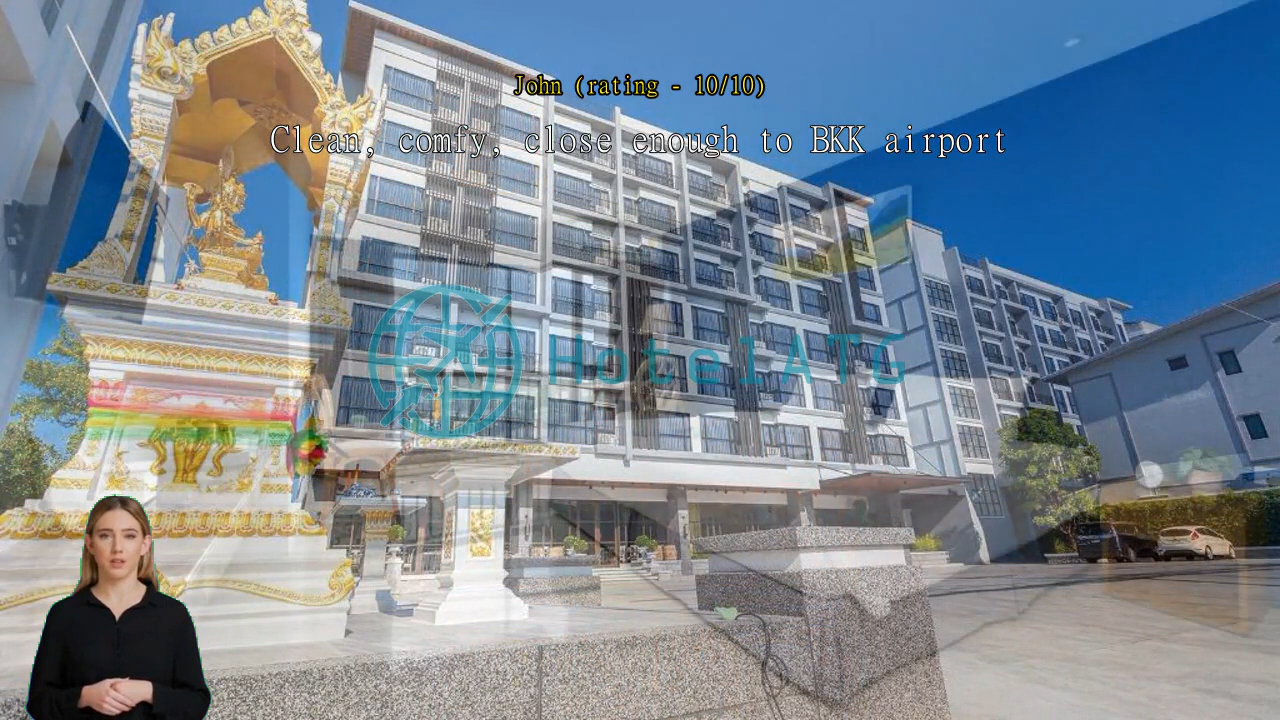 John (rating - 10/10)
Clean, comfy, close enough to BKK airport
HotelATG